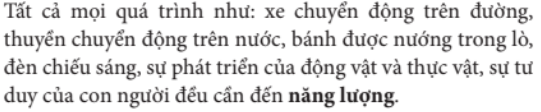 Tất cả mọi quá trình như: xe chuyển động trên đường,
thuyền chuyển động trên nước, bánh được nướng trong lò,
đèn chiếu sáng, sự phát triển của động vật và thực vật, sự tư
duy của con người đều cần đến năng lượng.